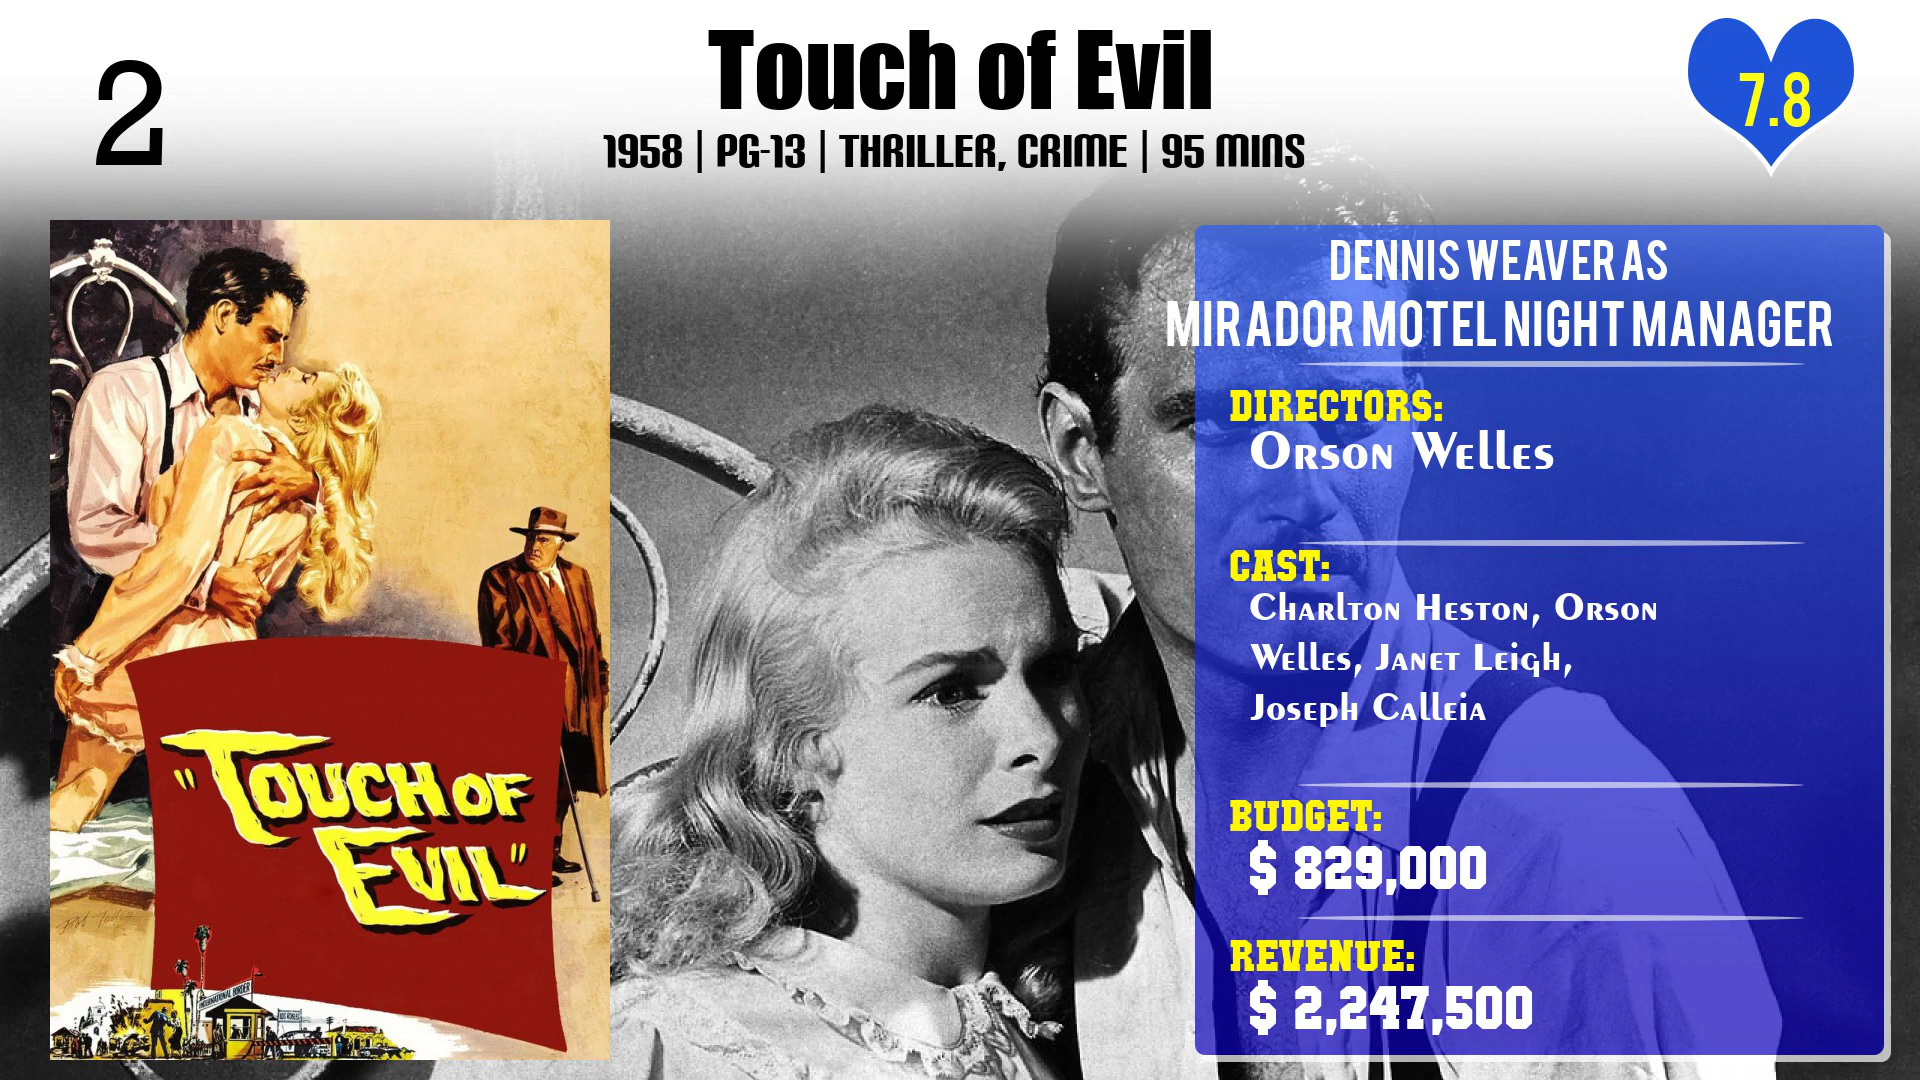 2
Touch of Evil
1958 | PG-13 | THRILLER, CRIME | 95 MINS
7.8
DENNIS WEAVER AS
MIRADOR MOTEL NIGHT MANAGER
DIRECTORS:
Orson Welles
CAST:
Charlton Heston, Orson
Welles, Janet Leigh,
Joseph Calleia
BUDGET:
$ 829,000
REVENUE:
$ 2,247,500
"TOUCH OF
EVIL"
INTERNATIONAL BORDER